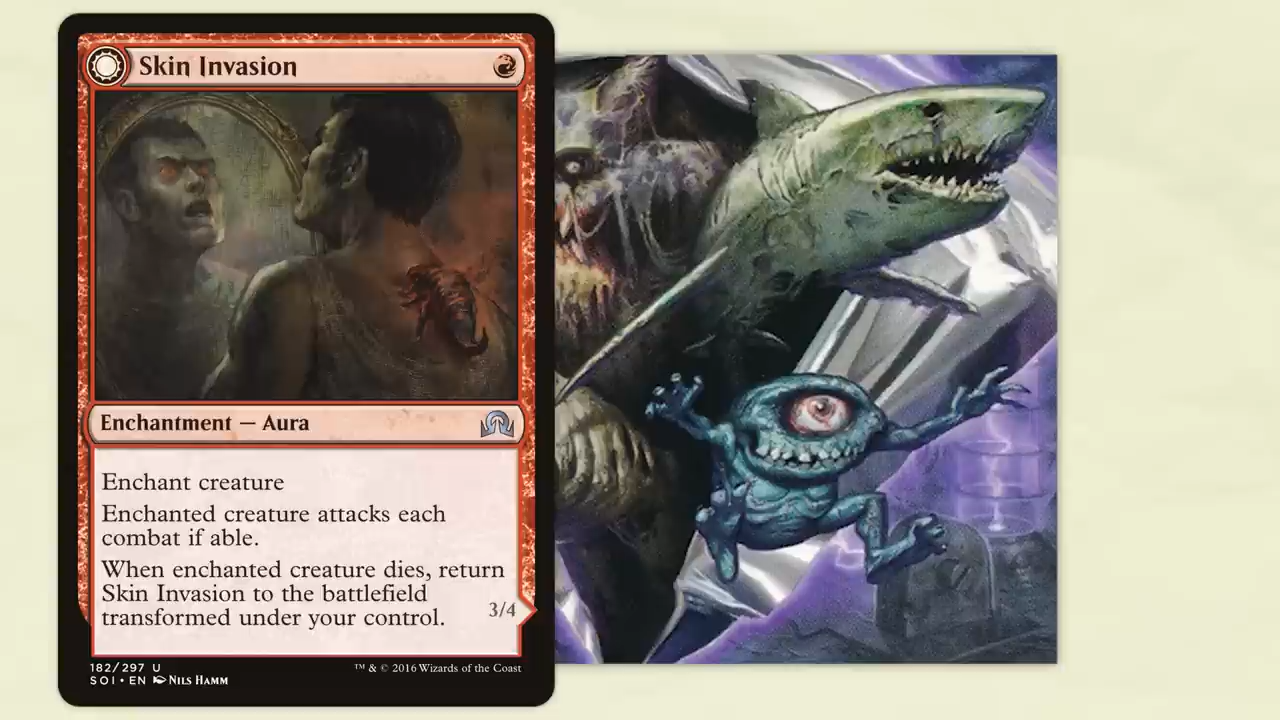 Skin Invasion
Enchantment — Aura
Enchant creature
Enchanted creature attacks each
combat if able.
When enchanted creature dies, return
Skin Invasion to the battlefield
transformed under your control.
3/4
182/297 U
SOI • EN Nils Hamm
™ & © 2016 Wizards of the Coast